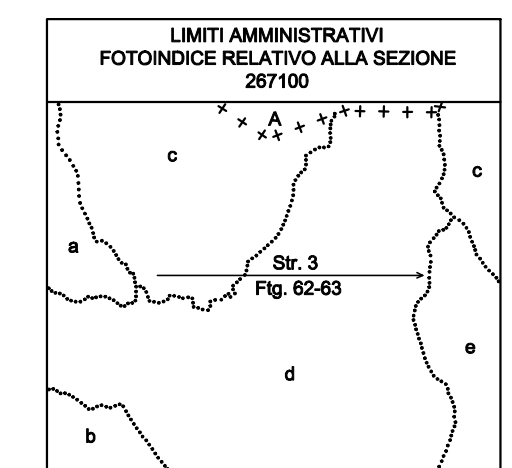 LIMITI AMMINISTRATIVI
FOTOINDICE RELATIVO ALLA SEZIONE
267100
A
c
c
a
Str. 3
Ftg. 62-63
e
d
b